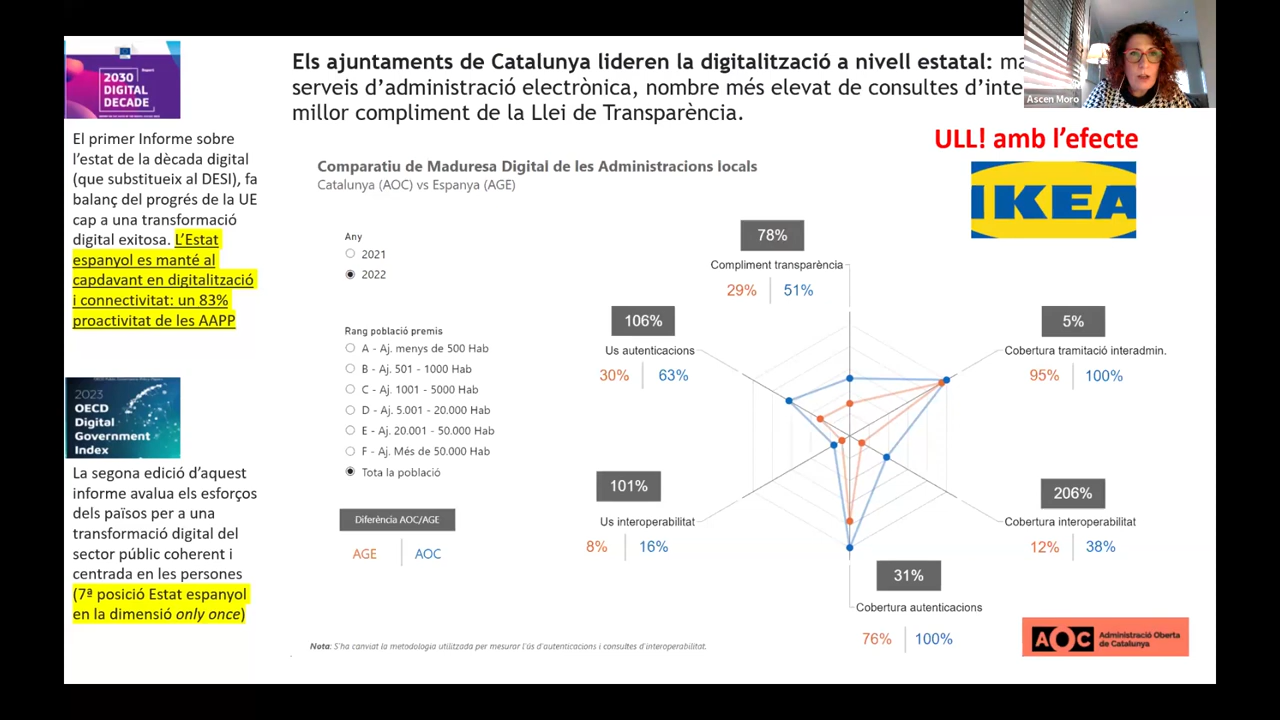 Els ajuntaments de Catalunya lideren la digitalització a nivell estatal:
serveis d'administració electrònica, nombre més elevat de consultes
millor compliment de la Llei de Transparència.
Ascen Moro
ULL! amb l'efecte
IKEA
2030
DIGITAL
DECADE
Report
El primer Informe sobre
l'estat de la dècada digital
(que substitueix al DESI), fa
balanç del progrés de la UE
cap a una transformació
digital exitosa. L'Estat
espanyol es manté al
capdavant en digitalització
i connectivitat: un 83%
proactivitat de les AAPP
2023
OECD
Digital
Government
Index
La segona edició d'aquest
informe avalua els esforços
dels països per a una
transformació digital del
sector públic coherent i
centrada en les persones
(7ª posició Estat espanyol
en la dimensió only once)
Comparatiu de Maduresa Digital de les Administracions locals
Catalunya (AOC) vs Espanya (AGE)
Any
2021
2022
Rang població premis
A - Aj. menys de 500 Hab
B - Aj. 501 - 1000 Hab
C - Aj. 1001 - 5000 Hab
D - Aj. 5.001 - 20.000 Hab
E - Aj. 20.001 - 50.000 Hab
F - Aj. Més de 50.000 Hab
Tota la població
Diferència AOC/AGE
AGE AOC
78%
Compliment transparència
29% 51%
106%
Us autenticacions
30% 63%
5%
Cobertura tramitació interadmin.
95% 100%
101%
Us interoperabilitat
8% 16%
206%
Cobertura interoperabilitat
12% 38%
31%
Cobertura autenticacions
76% 100%
Nota: S'ha canviat la metodologia utilitzada per mesurar l'ús d'autenticacions i consultes d'interoperabilitat.
AOC Administració Oberta
de Catalunya